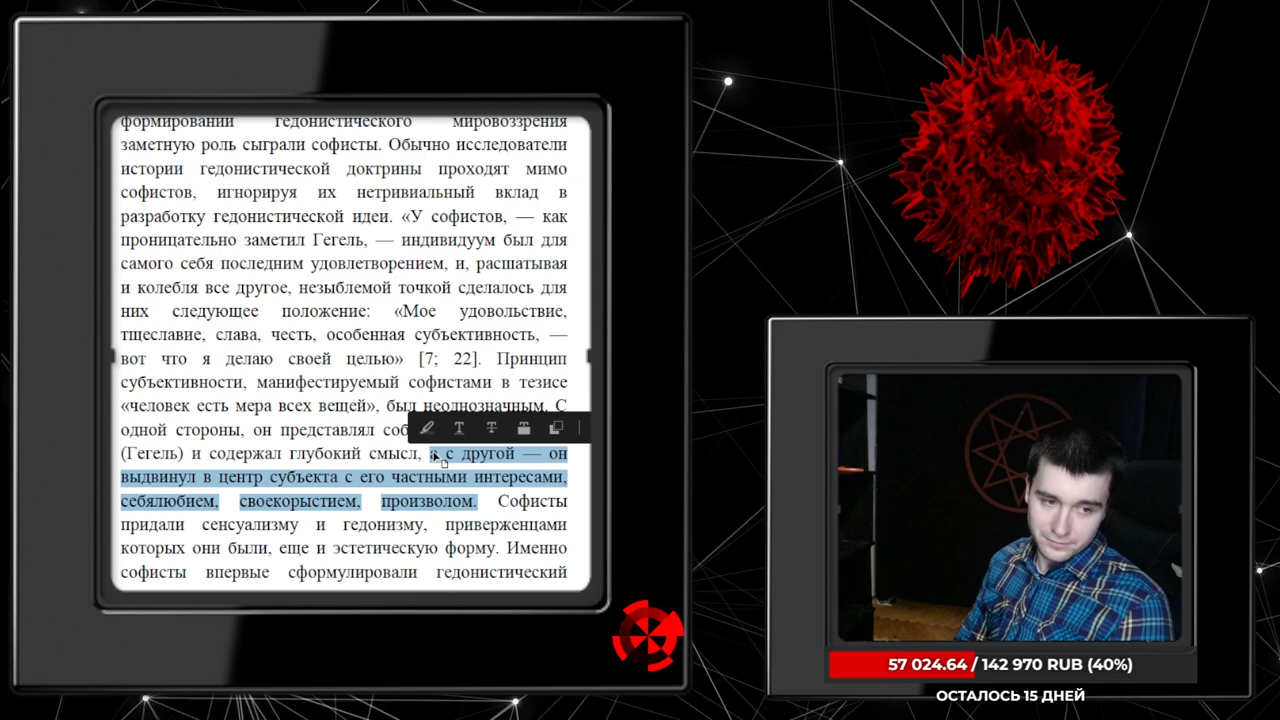 формировании гедонистического мировоззрения
заметную роль сыграли софисты. Обычно исследователи
истории гедонистической доктрины проходят мимо
софистов, игнорируя их нетривиальный вклад в
разработку гедонистической идеи. «У софистов, — как
проницательно заметил Гегель, — индивидуум был для
самого себя последним удовлетворением, и, расшатывая
и колебля все другое, незыблемой точкой сделалось для
них следующее положение: «Мое удовольствие,
тщеславие, слава, честь, особенная субъективность, —
вот что я делаю своей целью» [7; 22]. Принцип
субъективности, манифестируемый софистами в тезисе
«человек есть мера всех вещей», был неоднозначным. С
одной стороны, он представлял
(Гегель) и содержал глубокий смысл, а с другой — он
выдвинул в центр субъекта с его частными интересами,
себялюбием, своекорыстием, произволом. Софисты
придали сенсуализму и гедонизму, приверженцами
которых они были, еще и эстетическую форму. Именно
софисты впервые сформулировали гедонистический
57 024.64 / 142 970 RUB (40%)
ОСТАЛОСЬ 15 ДНЕЙ